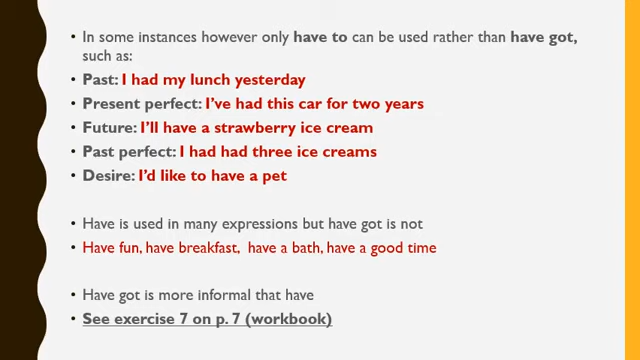 • In some instances however only have to can be used rather than have got,
such as:
• Past: I had my lunch yesterday
• Present perfect: I've had this car for two years
• Future: I'll have a strawberry ice cream
• Past perfect: I had had three ice creams
• Desire: I'd like to have a pet
• Have is used in many expressions but have got is not
• Have fun, have breakfast, have a bath, have a good time
• Have got is more informal that have
• See exercise 7 on p. 7 (workbook)